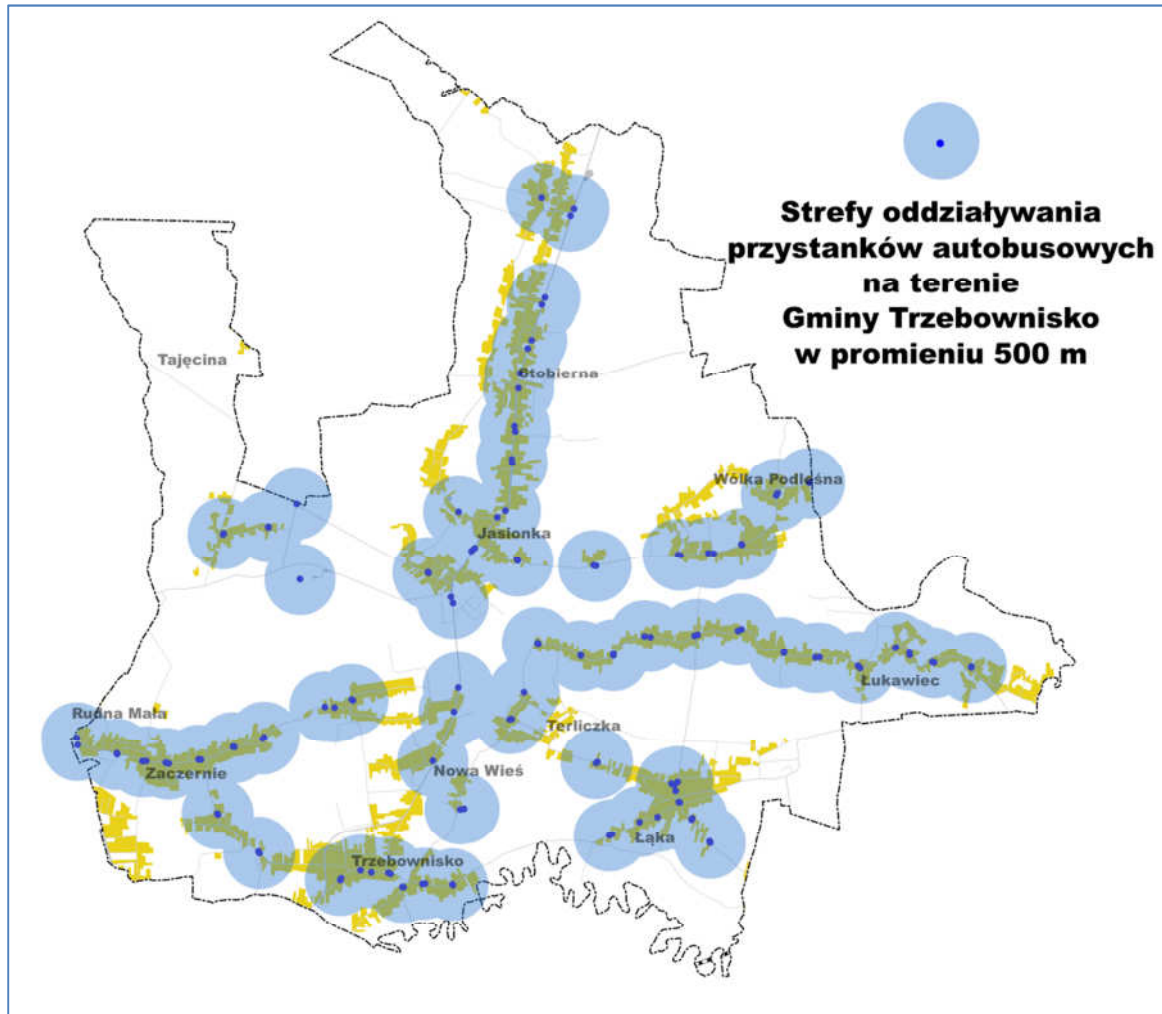 Strefy oddziaływania
przystanków autobusowych
na terenie
Gminy Trzebownisko
w promieniu 500 m
Tajęcina
Stobierna
Wólka Podleśna
Jasionka
Łukawiec
Rudna Mała
Terliczka
Zaczernie
Nowa Wieś
Łąka
Trzebownisko